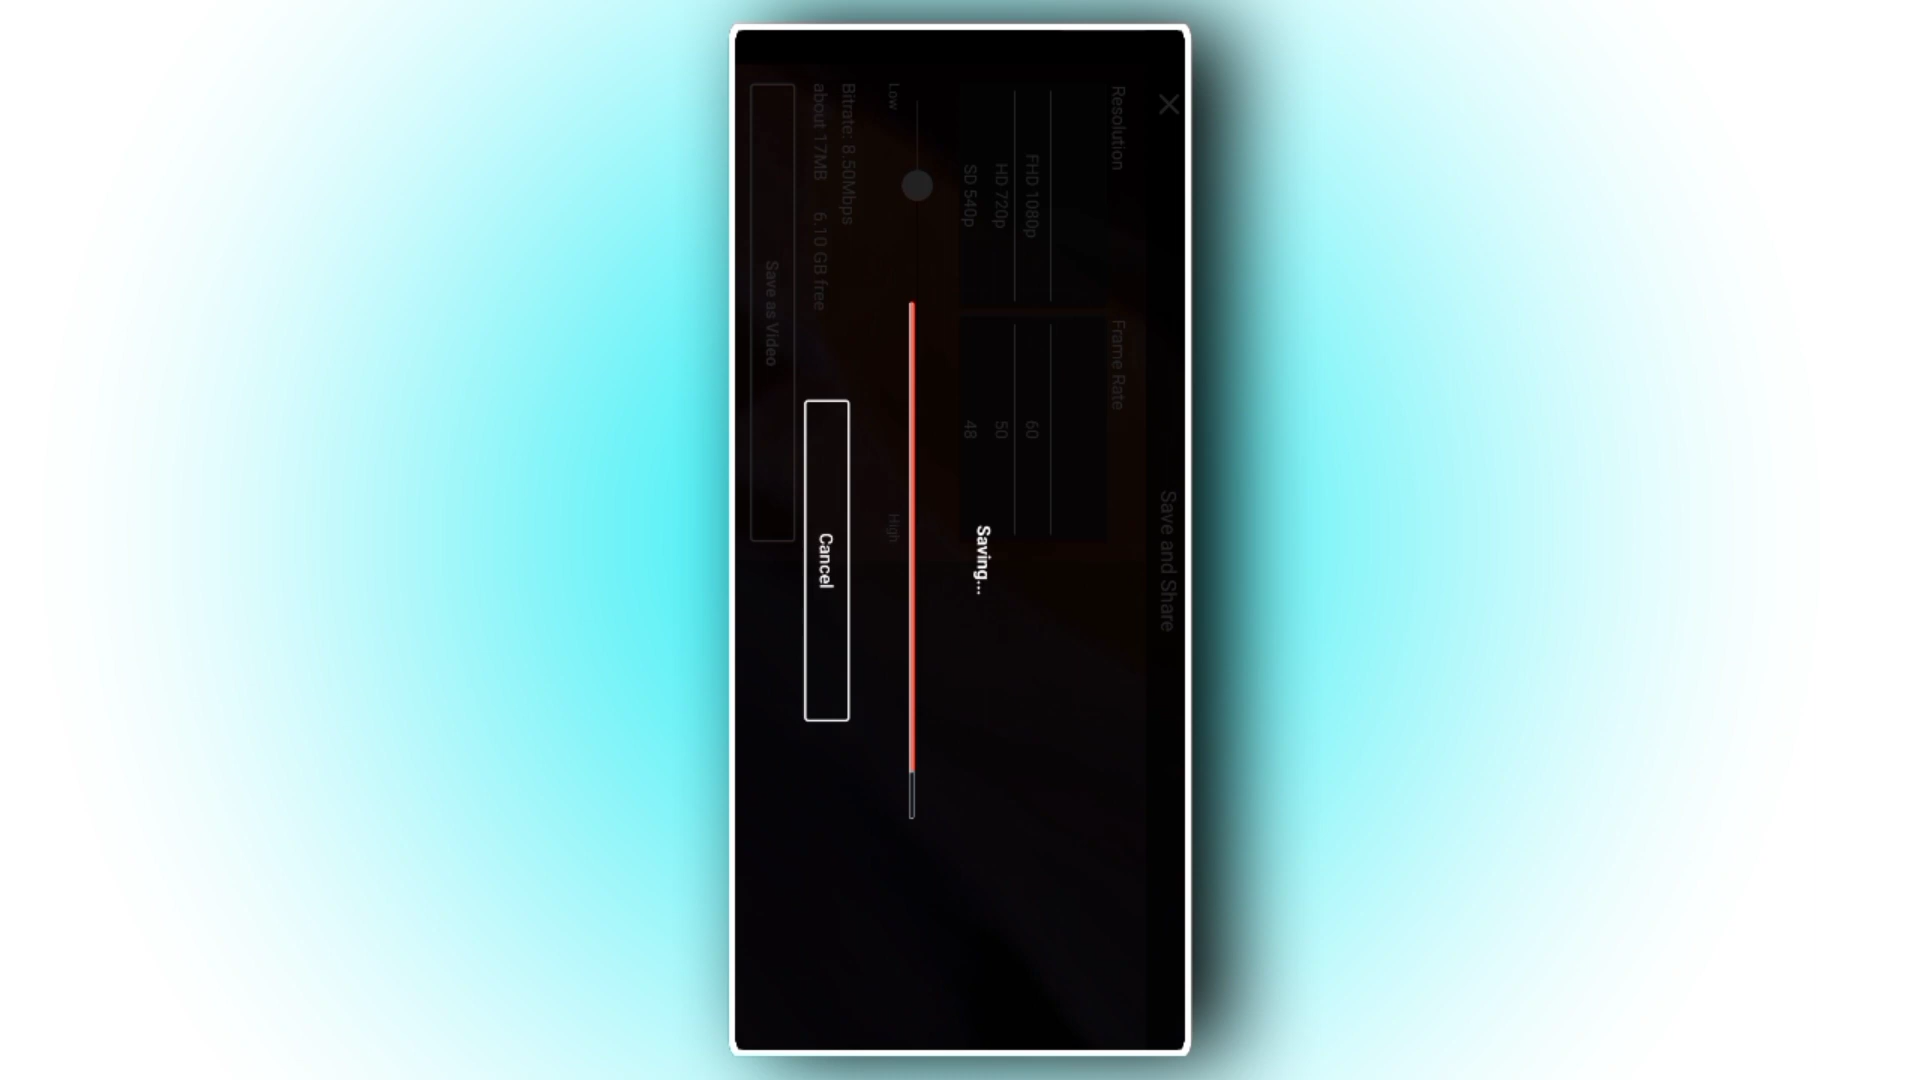 Save and Share
Resolution
Frame Rate
FHD 1080p
60
HD 720p
50
SD 540p
48
Saving...
Low
High
Bitrate: 8.50Mbps
about 17MB
6.10 GB free
Cancel
Save as Video